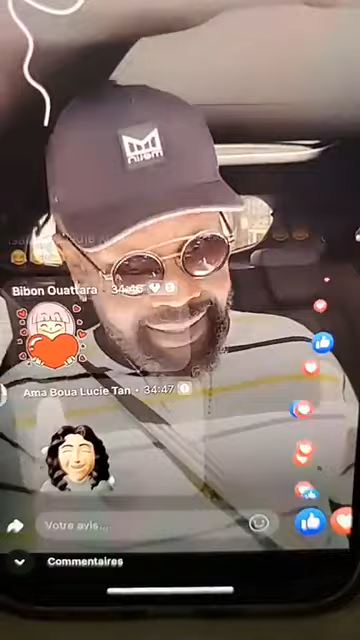 Bibon Ouattara · 34:46
Ama Boua Lucie Tan · 34:47
Votre avis...
Commentaires